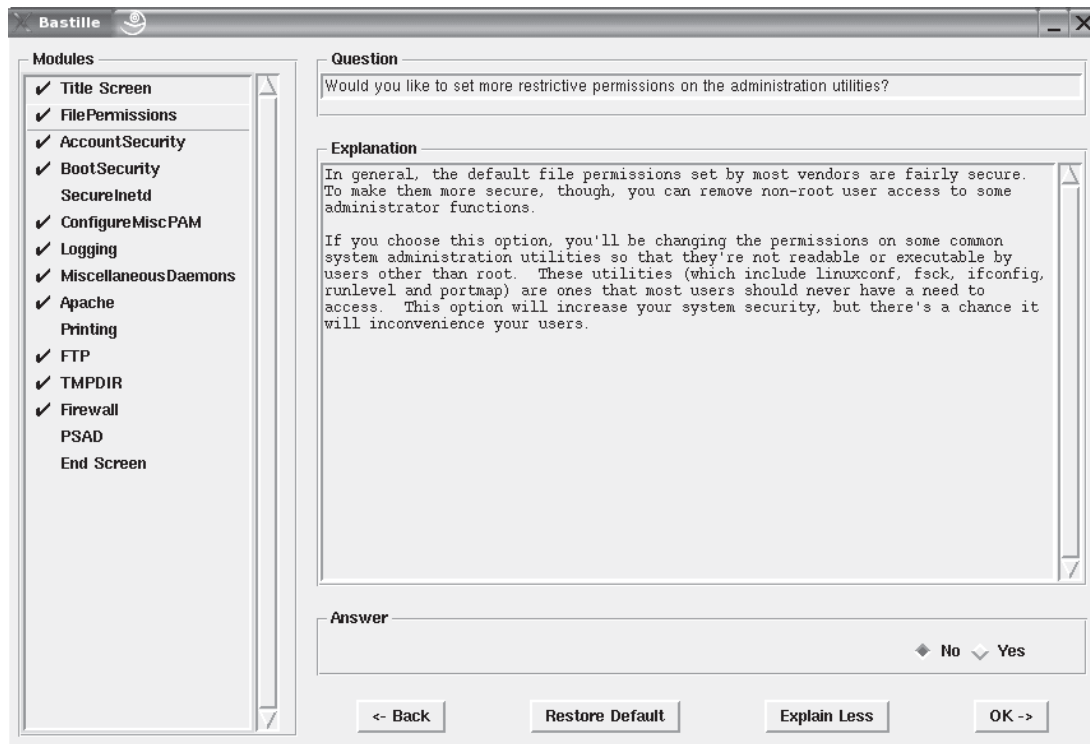 Bastille
Modules
Title Screen
FilePermissions
AccountSecurity
BootSecurity
SecureInetd
ConfigureMiscPAM
Logging
MiscellaneousDaemons
Apache
Printing
FTP
TMPDIR
Firewall
PSAD
End Screen
Question
Would you like to set more restrictive permissions on the administration utilities?
Explanation
In general, the default file permissions set by most vendors are fairly secure.
To make them more secure, though, you can remove non-root user access to some
administrator functions.
If you choose this option, you'll be changing the permissions on some common
system administration utilities so that they're not readable or executable by
users other than root.  These utilities (which include linuxconf, fsck, ifconfig,
runlevel and portmap) are ones that most users should never have a need to
access.  This option will increase your system security, but there's a chance it
will inconvenience your users.
Answer
No Yes
<- Back Restore Default Explain Less OK ->